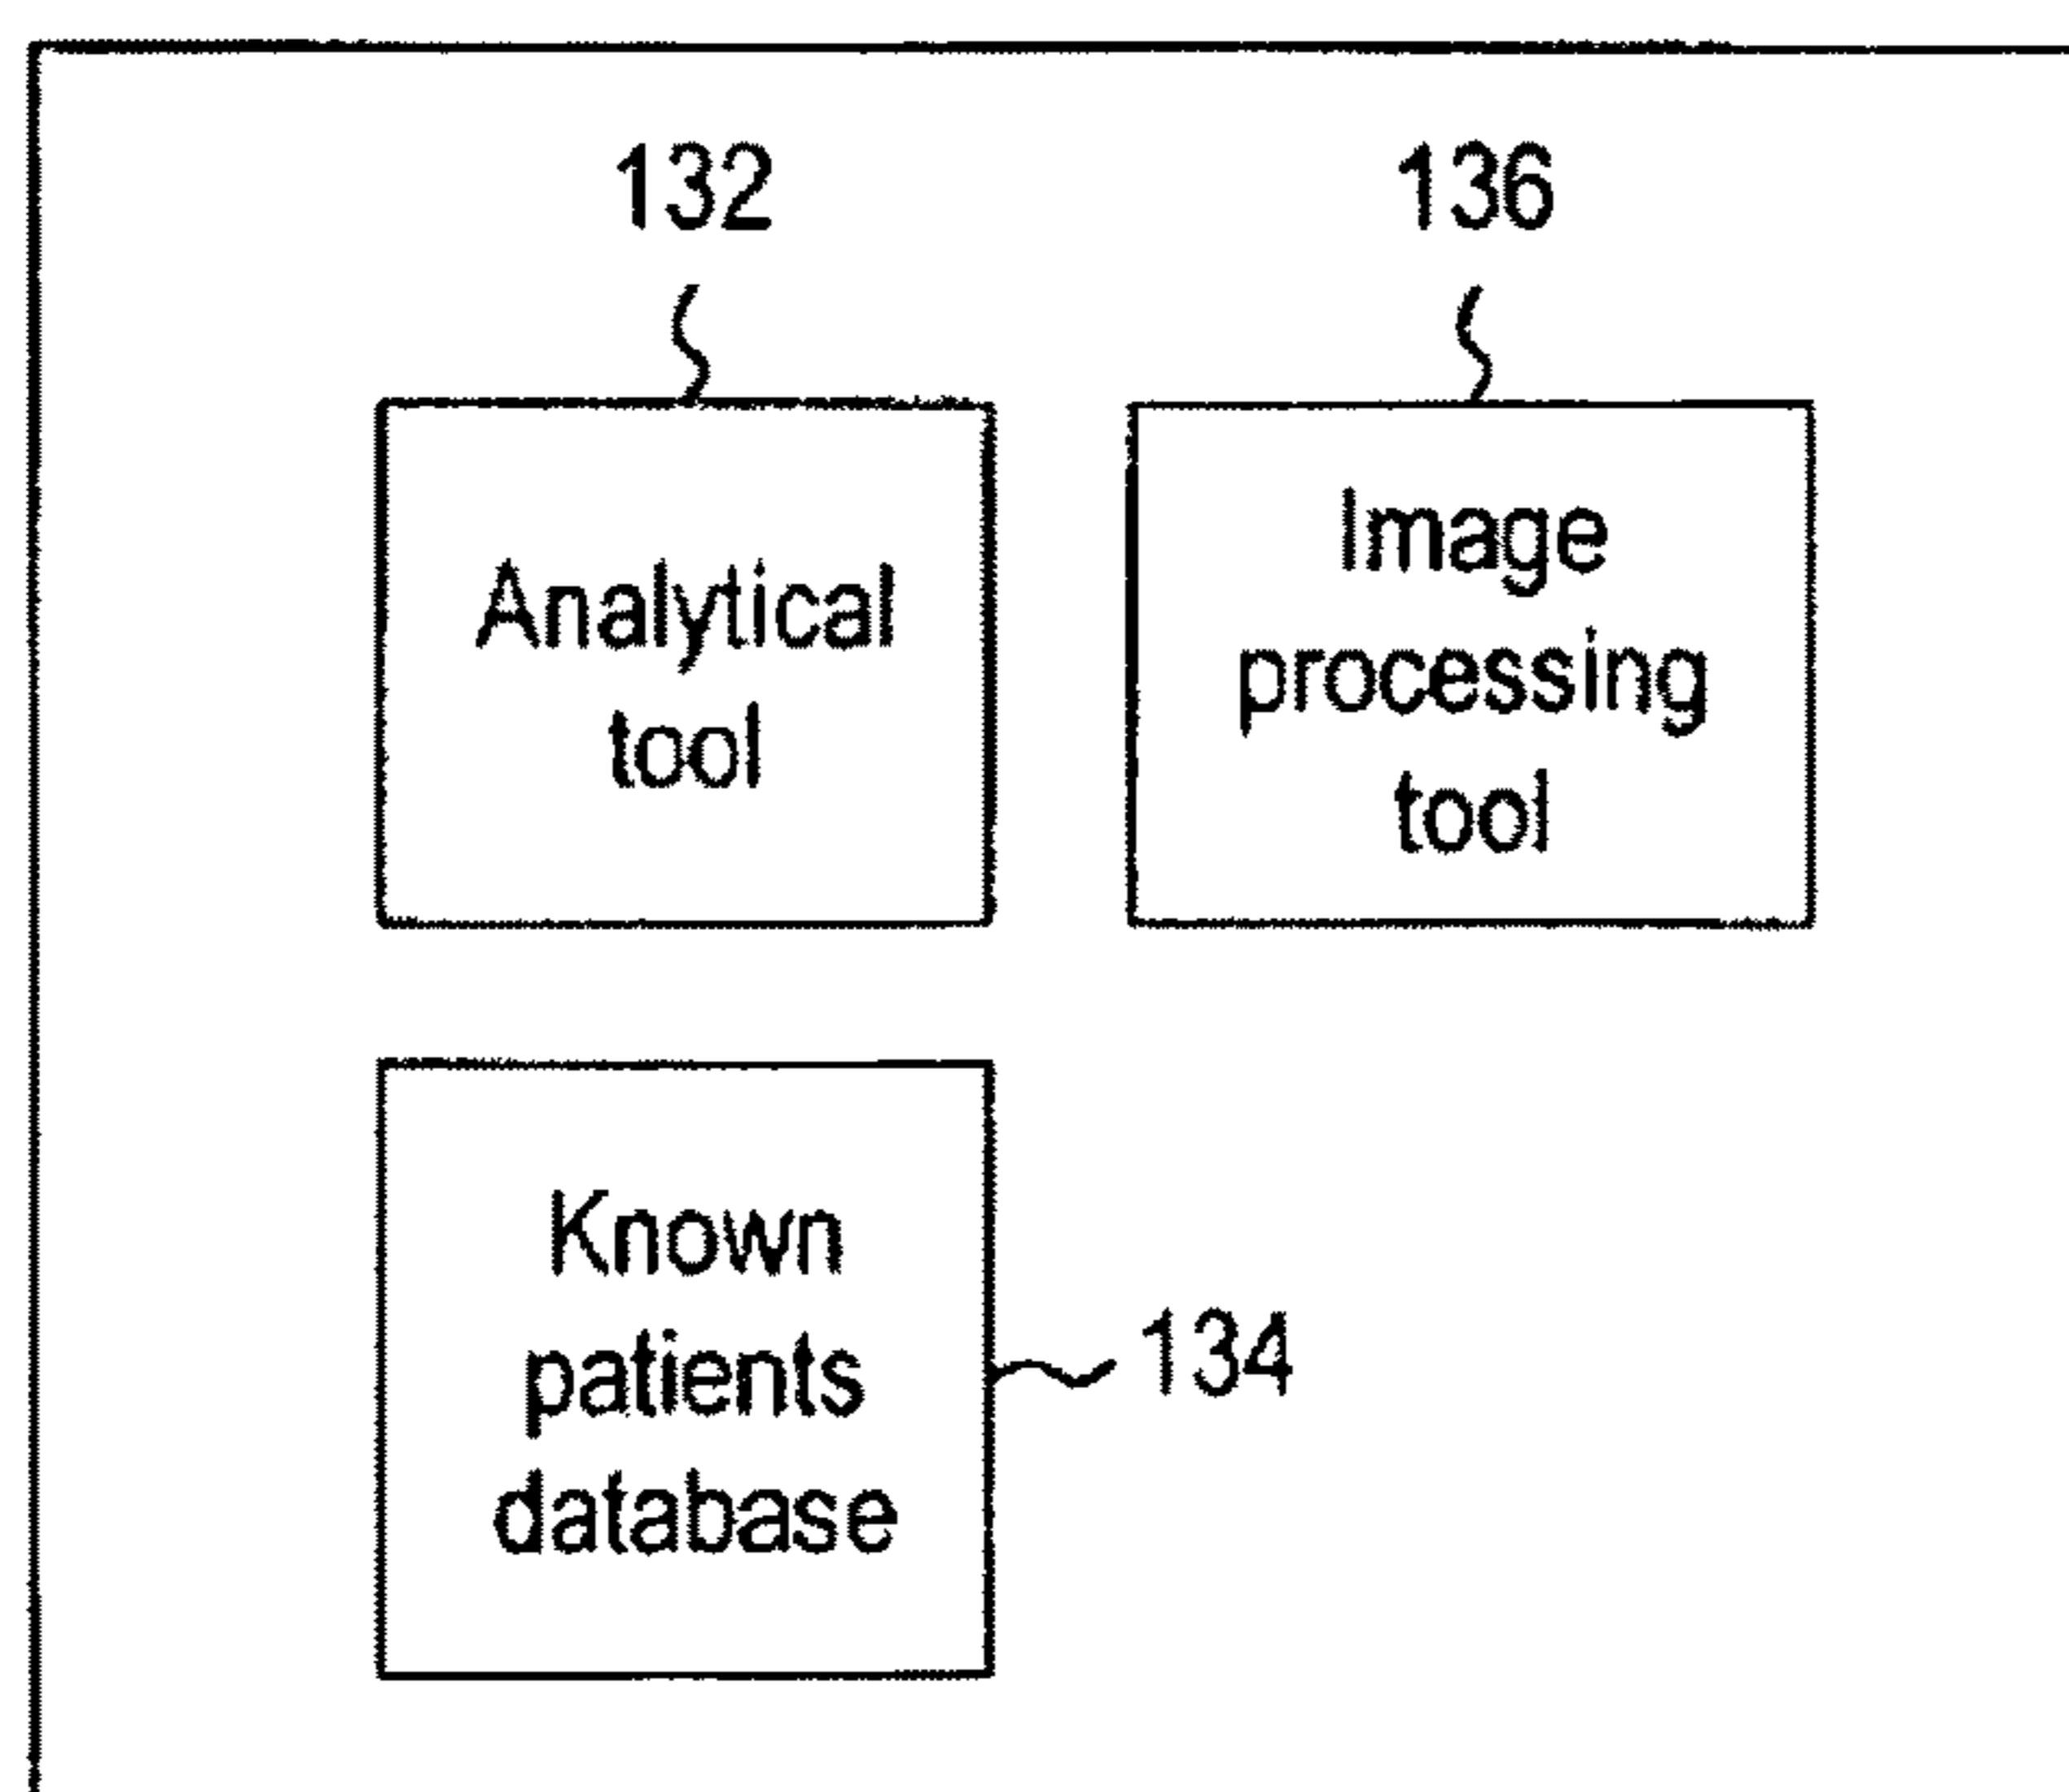 132
136
Analytical
tool
Image
processing
tool
Known
patients
database
134